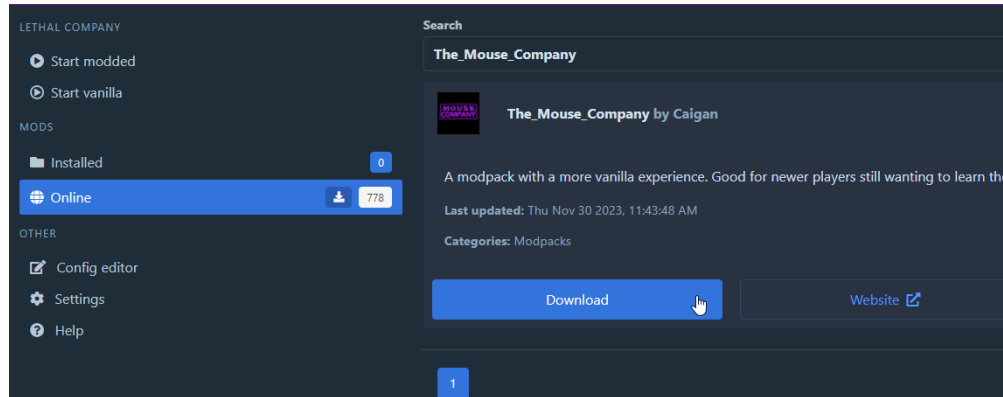 LETHAL COMPANY
Start modded
Start vanilla
MODS
Installed 0
Online 778
OTHER
Config editor
Settings
Help
Search
The_Mouse_Company
MOUSE
COMPANY
The_Mouse_Company by Caigan
A modpack with a more vanilla experience. Good for newer players still wanting to learn the
Last updated: Thu Nov 30 2023, 11:43:48 AM
Categories: Modpacks
Download
Website
1